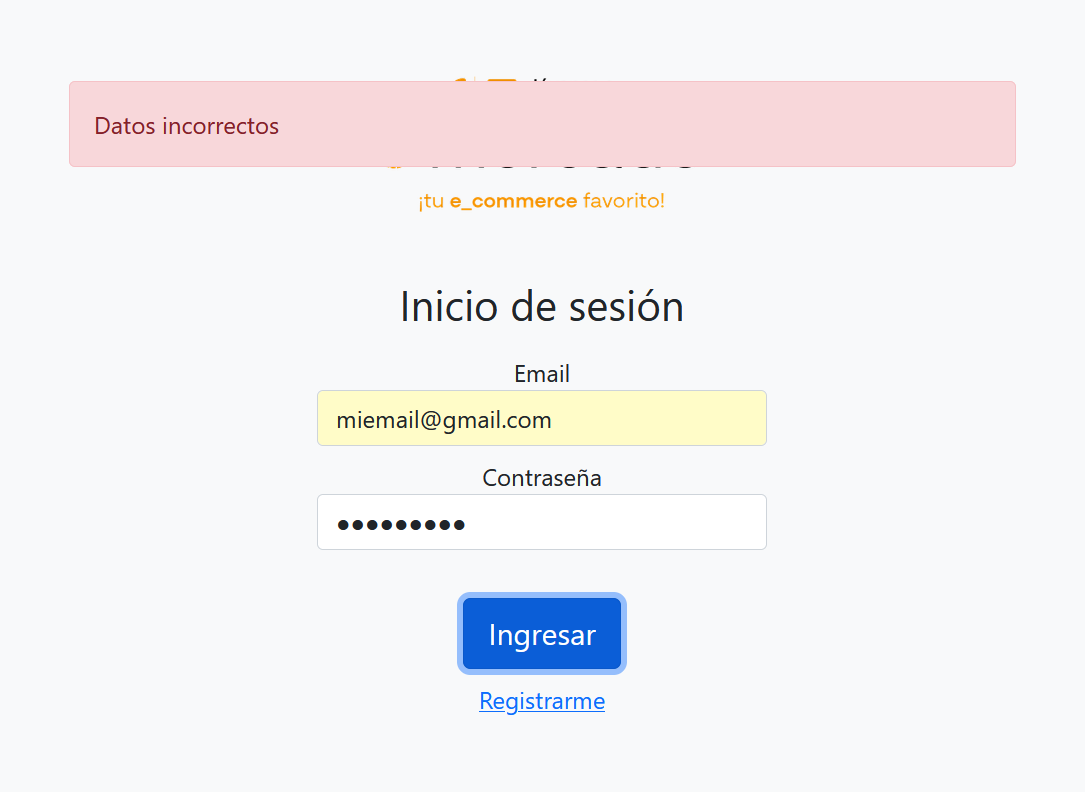 Datos incorrectos
¡tu e_commerce favorito!
Inicio de sesión
Email
miemail@gmail.com
Contraseña
•••••••••
Ingresar
Registrarme